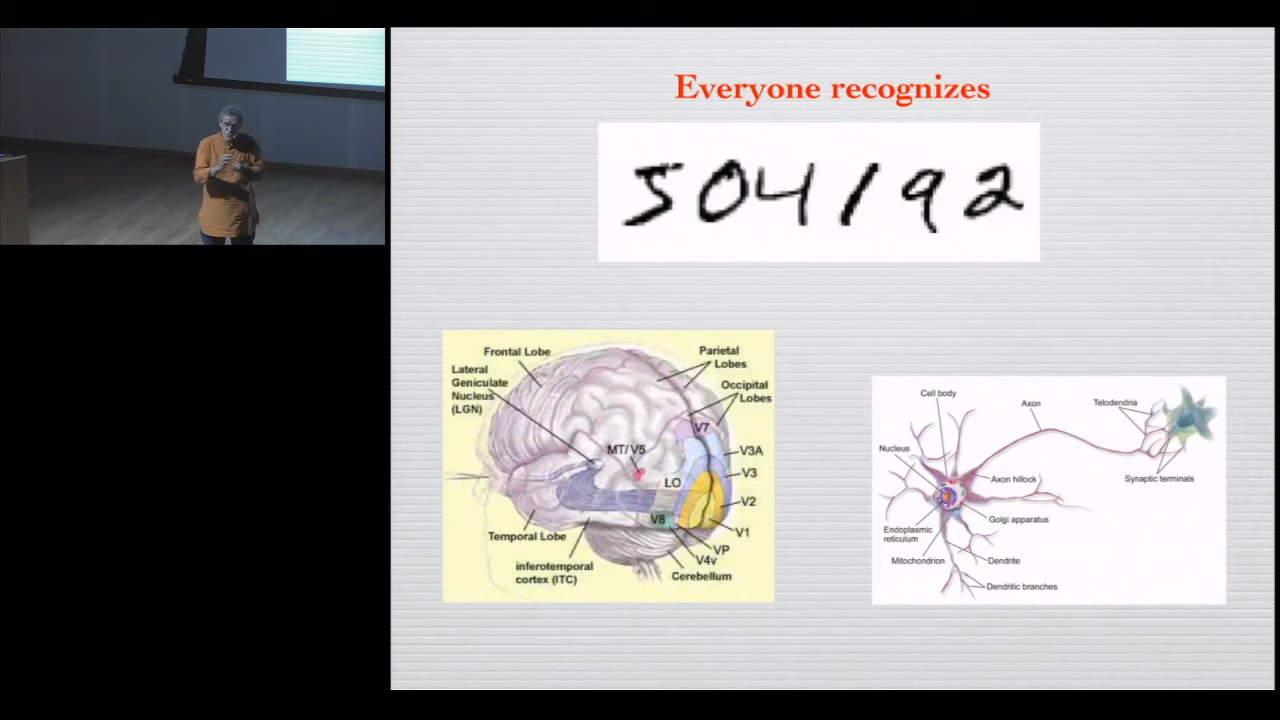 Everyone recognizes
504192
Frontal Lobe
Parietal
Lobes
Lateral
Geniculate
Nucleus
(LGN)
Occipital
Lobes
V7
MT/V5
V3A
LO
V3
V2
V8
V1
Temporal Lobe
VP
V4v
inferotemporal
cortex (ITC)
Cerebellum
Cell body
Axon
Telodendria
Nucleus
Axon hillock
Synaptic terminals
Golgi apparatus
Endoplasmic
reticulum
Mitochondrion
Dendrite
Dendritic branches